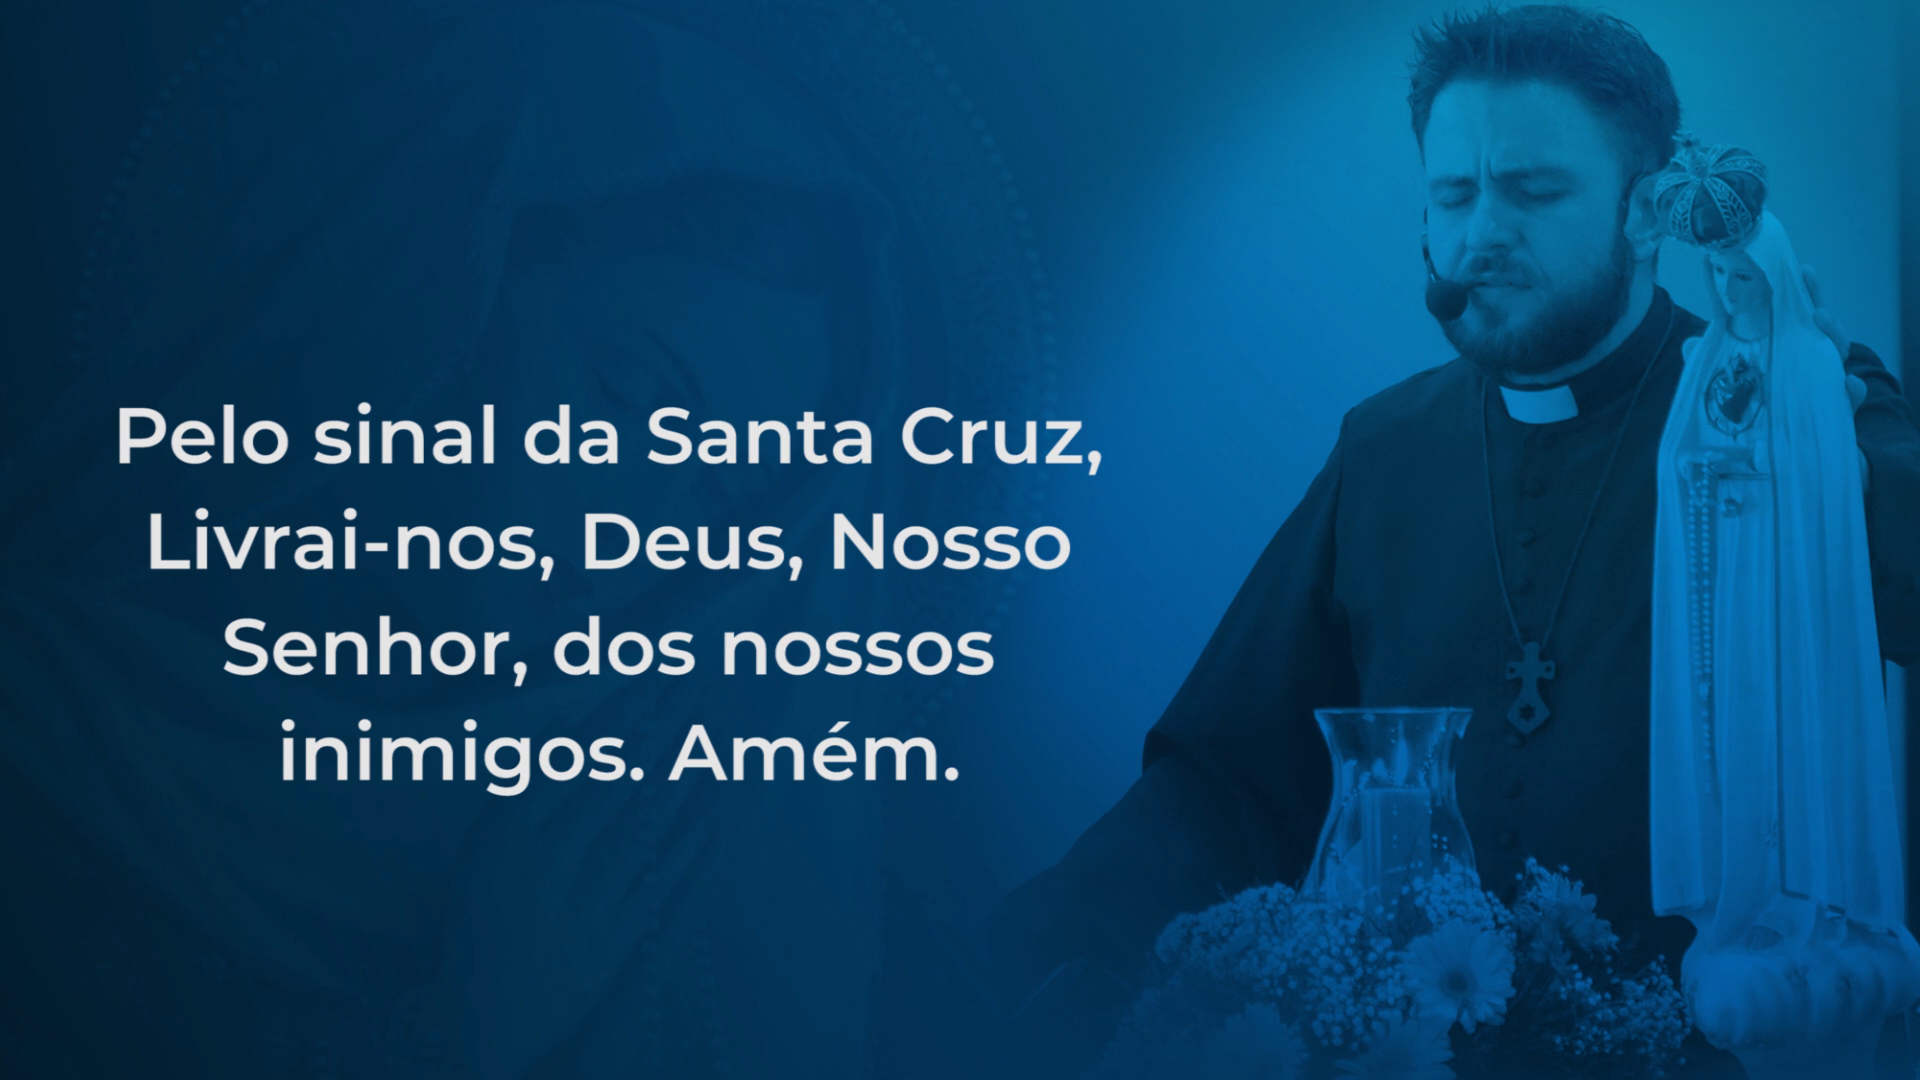 Pelo sinal da Santa Cruz,
Livrai-nos, Deus, Nosso
Senhor, dos nossos
inimigos. Amém.